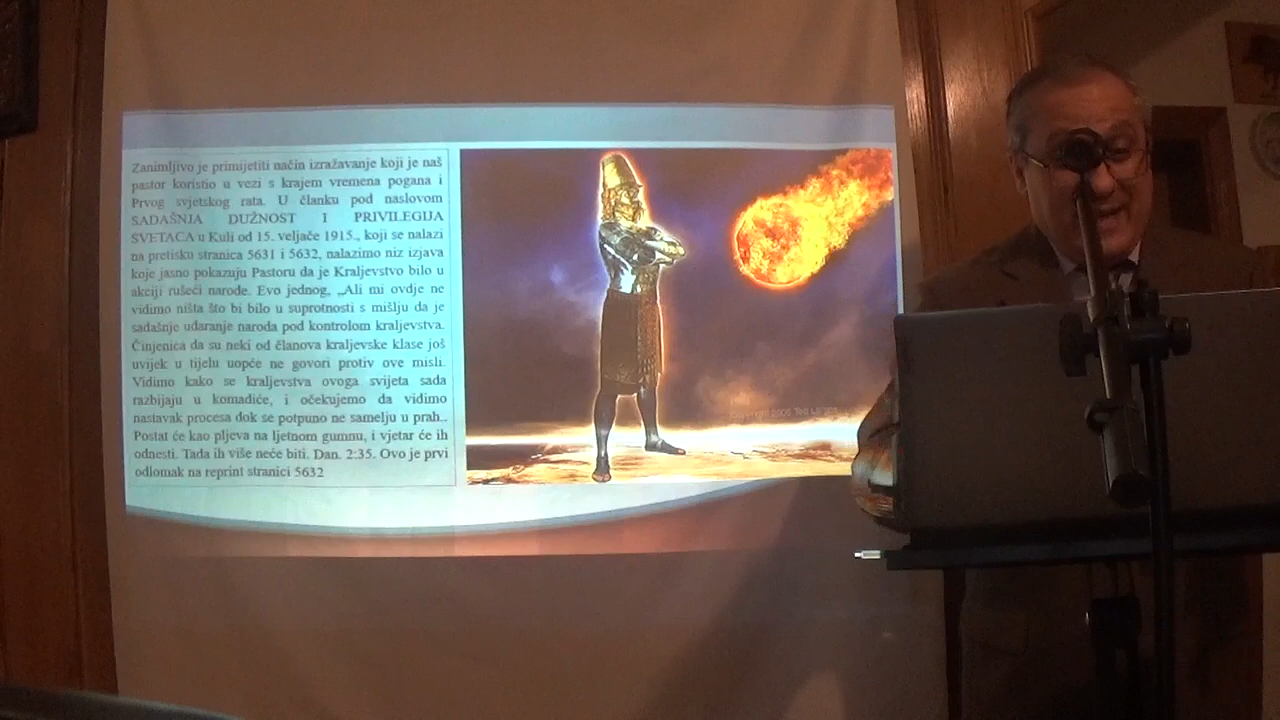 Zanimljivo je primijetiti način izražavanja koji je naš
pastor koristio u vezi s krajem vremena pogana i
Prvog svjetskog rata. U članku pod naslovom
SADAŠNJA DUŽNOST I PRIVILEGIJA
SVETACA u Kuli od 15. veljače 1915., koji se nalazi
na pretisku stranica 5631 i 5632, nalazimo niz izjava
koje jasno pokazuju Pastoru da je Kraljevstvo bilo u
akciji rušeći narode. Evo jednog, „Ali mi ovdje ne
vidimo ništa što bi bilo u suprotnosti s mišlju da je
sadašnje udaranje naroda pod kontrolom kraljevstva.
Činjenica da su neki od članova kraljevske klase još
uvijek u tijelu uopće ne govori protiv ove misli.
Vidimo kako se kraljevstva ovoga svijeta sada
razbijaju u komadiće, i očekujemo da vidimo
nastavak procesa dok se potpuno ne samelju u prah..
Postat će kao pljeva na ljetnom gumnu, i vjetar će ih
odnesti. Tada ih više neće biti. Dan. 2:35. Ovo je prvi
odlomak na reprint stranici 5632
Copyright 2005 Ted